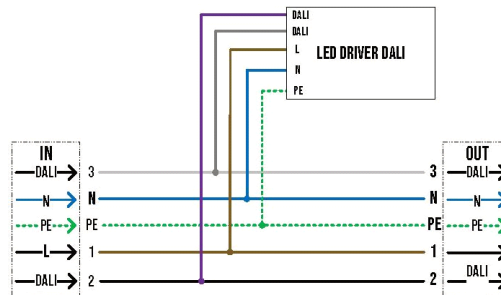 DALI
DALI
L
N
PE
LED DRIVER DALI
IN
DALI 3
N N
PE PE
L 1
DALI 2
OUT
3 DALI
N N
PE PE
1
2 DALI